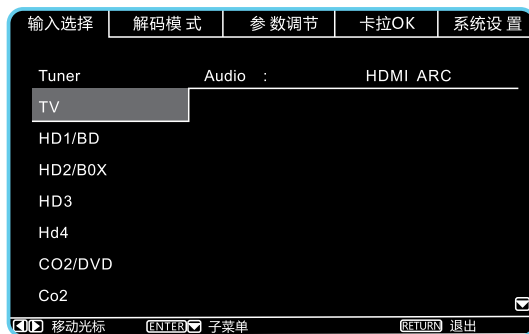 输入选择 解码模 式 参 数调节 卡拉OK 系统设 置
Tuner Audio : HDMI ARC
TV
HD1/BD
HD2/B0X
HD3
Hd4
CO2/DVD
Co2
移动光标 ENTER 子菜单 RETURN 退出